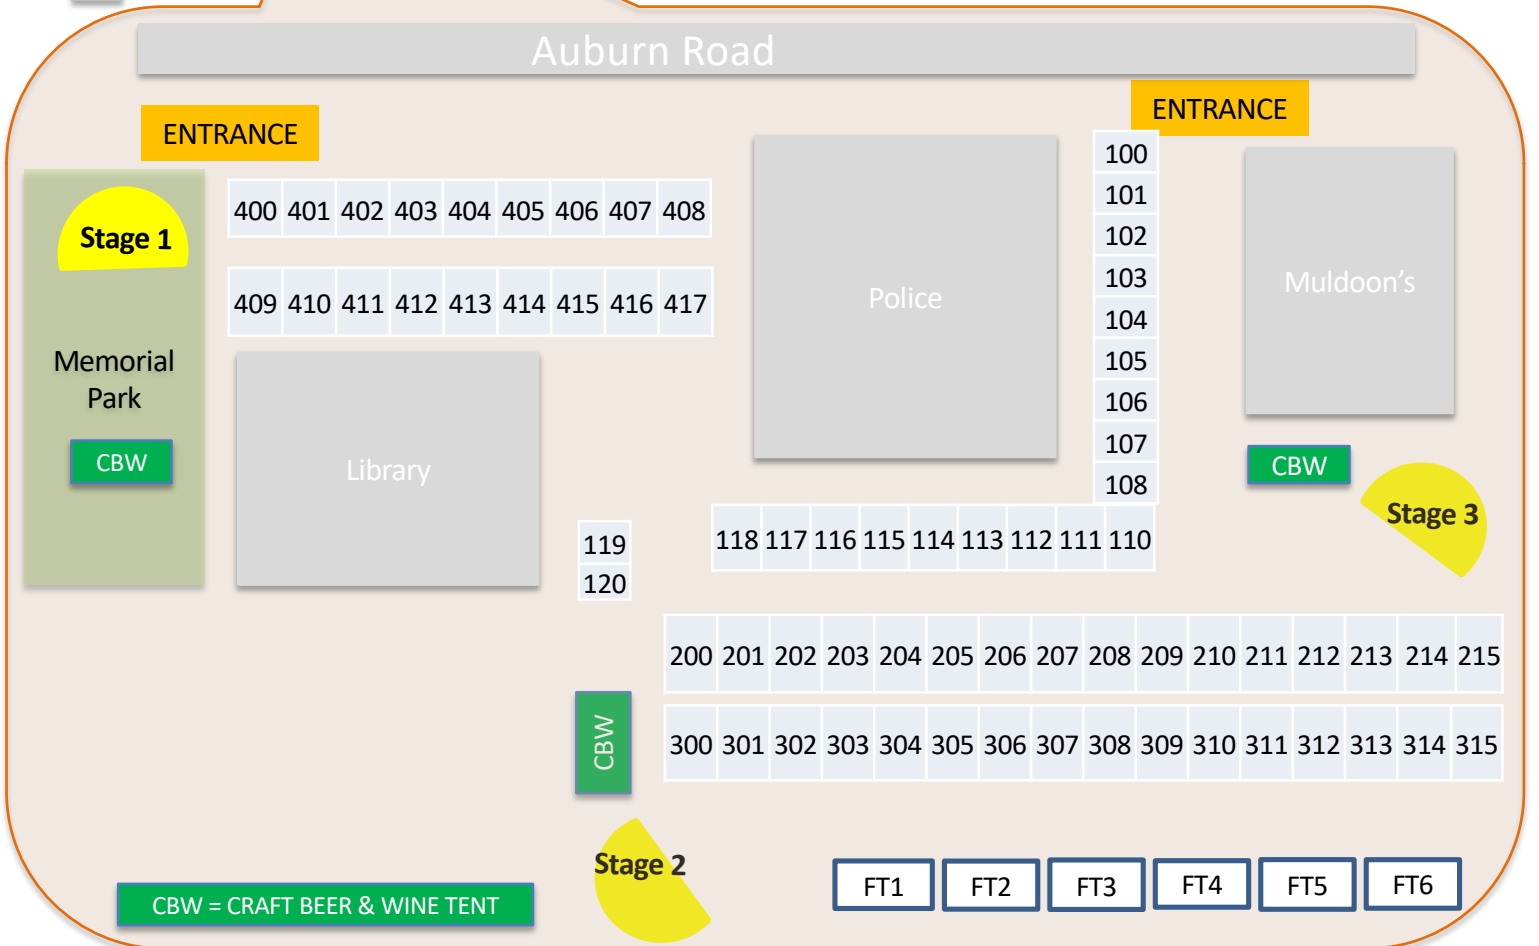 Auburn Road
ENTRANCE
ENTRANCE
Stage 1
400 401 402 403 404 405 406 407 408
409 410 411 412 413 414 415 416 417
Memorial
Park
CBW
Library
Police
100
101
102
103
104
105
106
107
108
Muldoon's
CBW
Stage 3
118 117 116 115 114 113 112 111 110
119
120
200 201 202 203 204 205 206 207 208 209 210 211 212 213 214 215
CBW
300 301 302 303 304 305 306 307 308 309 310 311 312 313 314 315
Stage 2
FT1 FT2 FT3 FT4 FT5 FT6
CBW = CRAFT BEER & WINE TENT